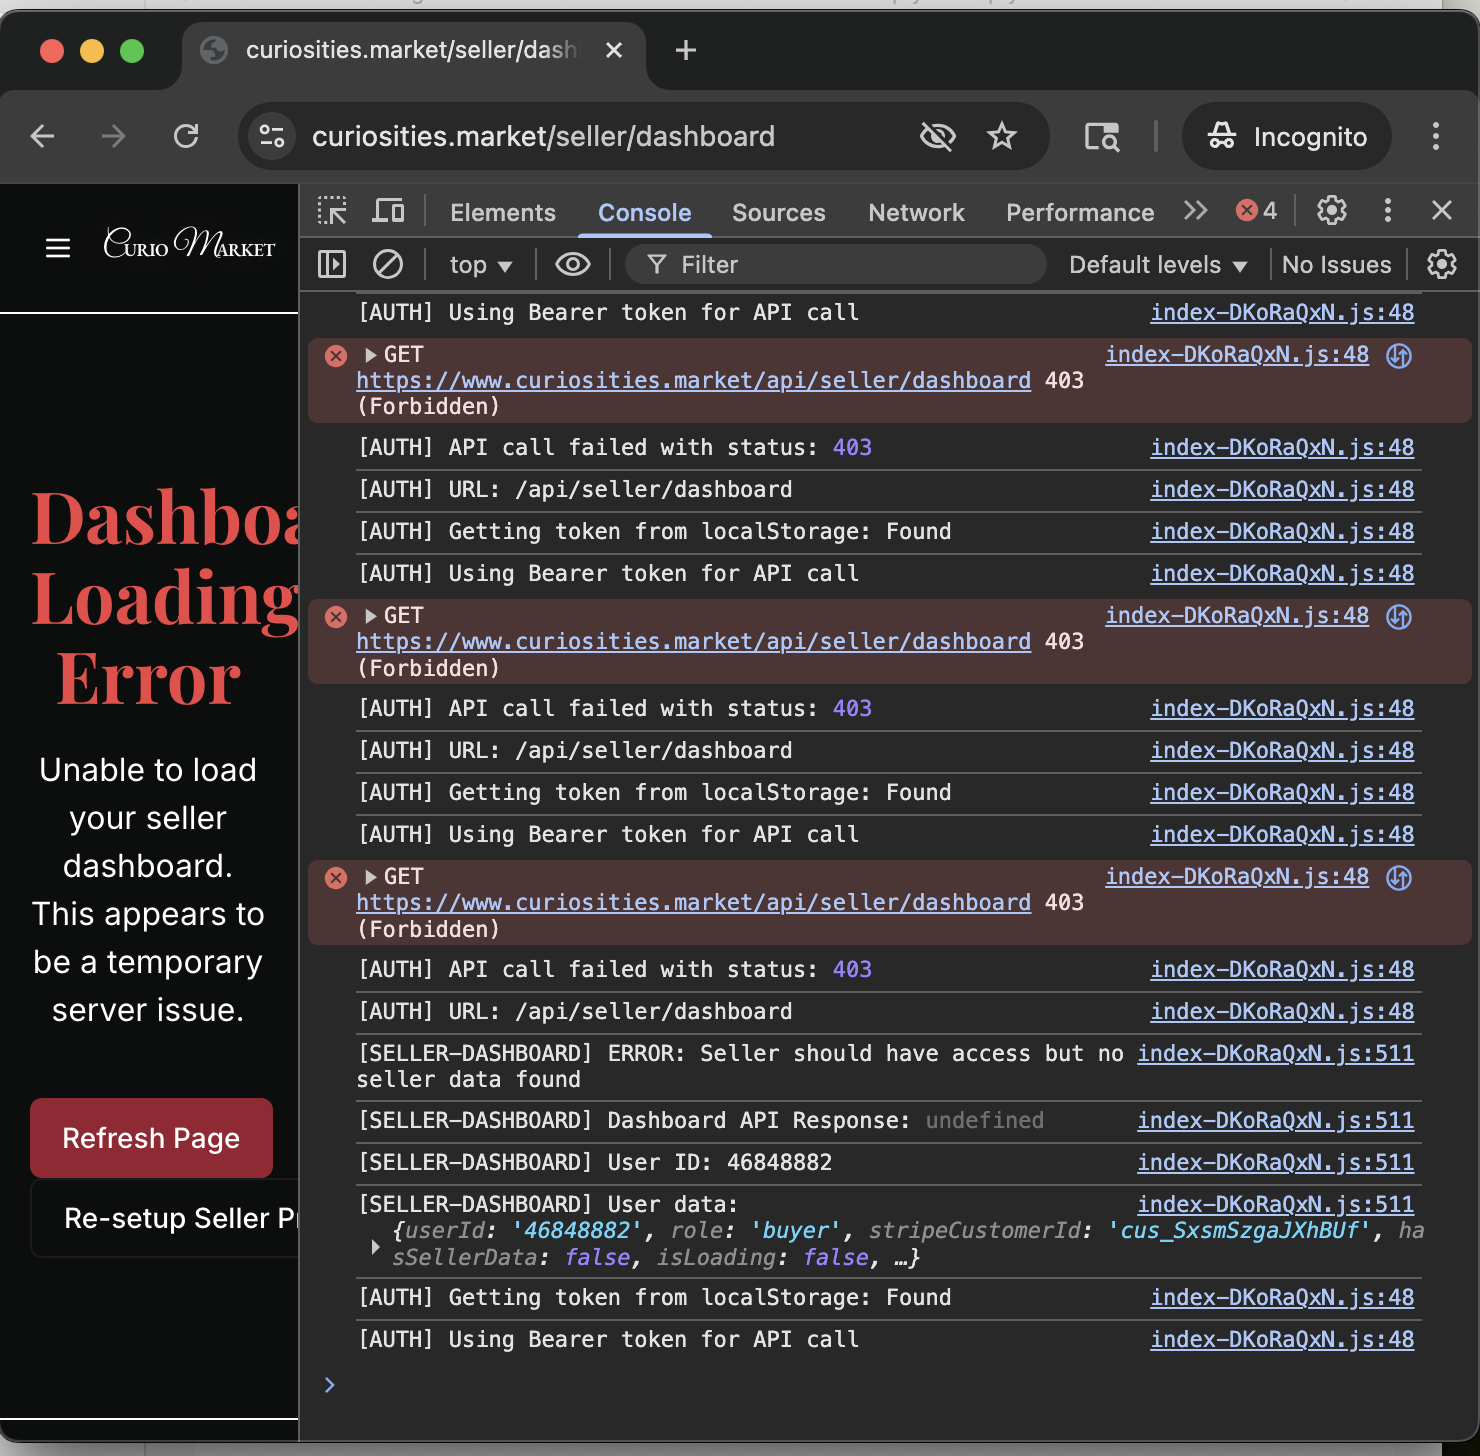 curiosities.market/seller/dash
curiosities.market/seller/dashboard
Incognito
CURIO MARKET
Dashboa
Loading
Error
Unable to load
your seller
dashboard.
This appears to
be a temporary
server issue.
Refresh Page
Re-setup Seller Pr
Elements Console Sources Network Performance 4
top Filter Default levels No Issues
[AUTH] Using Bearer token for API call index-DKoRaQxN.js:48
GET index-DKoRaQxN.js:48
https://www.curiosities.market/api/seller/dashboard 403
(Forbidden)
[AUTH] API call failed with status: 403 index-DKoRaQxN.js:48
[AUTH] URL: /api/seller/dashboard index-DKoRaQxN.js:48
[AUTH] Getting token from localStorage: Found index-DKoRaQxN.js:48
[AUTH] Using Bearer token for API call index-DKoRaQxN.js:48
GET index-DKoRaQxN.js:48
https://www.curiosities.market/api/seller/dashboard 403
(Forbidden)
[AUTH] API call failed with status: 403 index-DKoRaQxN.js:48
[AUTH] URL: /api/seller/dashboard index-DKoRaQxN.js:48
[AUTH] Getting token from localStorage: Found index-DKoRaQxN.js:48
[AUTH] Using Bearer token for API call index-DKoRaQxN.js:48
GET index-DKoRaQxN.js:48
https://www.curiosities.market/api/seller/dashboard 403
(Forbidden)
[AUTH] API call failed with status: 403 index-DKoRaQxN.js:48
[AUTH] URL: /api/seller/dashboard index-DKoRaQxN.js:48
[SELLER-DASHBOARD] ERROR: Seller should have access but no index-DKoRaQxN.js:511
seller data found
[SELLER-DASHBOARD] Dashboard API Response: undefined index-DKoRaQxN.js:511
[SELLER-DASHBOARD] User ID: 46848882 index-DKoRaQxN.js:511
[SELLER-DASHBOARD] User data: index-DKoRaQxN.js:511
{userId: '46848882', role: 'buyer', stripeCustomerId: 'cus_SxsmSzgaJXhBUf', ha
sSellerData: false, isLoading: false, …}
[AUTH] Getting token from localStorage: Found index-DKoRaQxN.js:48
[AUTH] Using Bearer token for API call index-DKoRaQxN.js:48